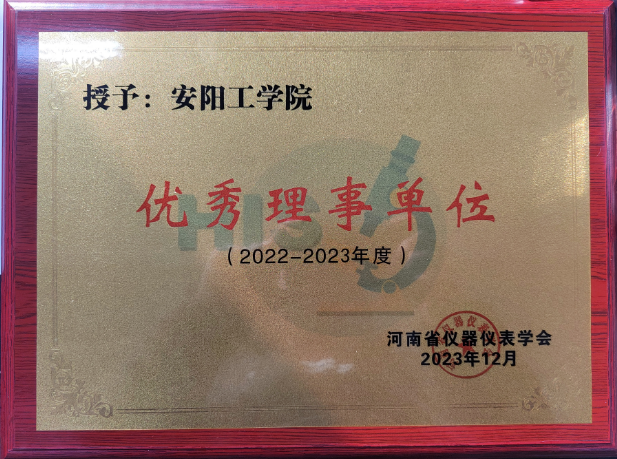 授予：安阳工学院
优秀理事单位
（2022-2023年度）
河南省仪器仪表学会
2023年12月